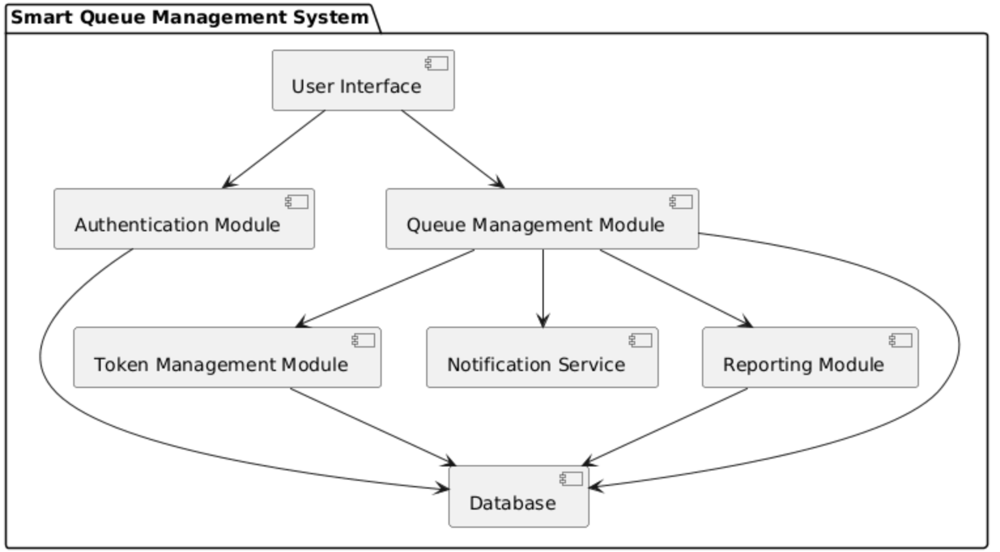 Smart Queue Management System
User Interface
Authentication Module
Queue Management Module
Token Management Module
Notification Service
Reporting Module
Database